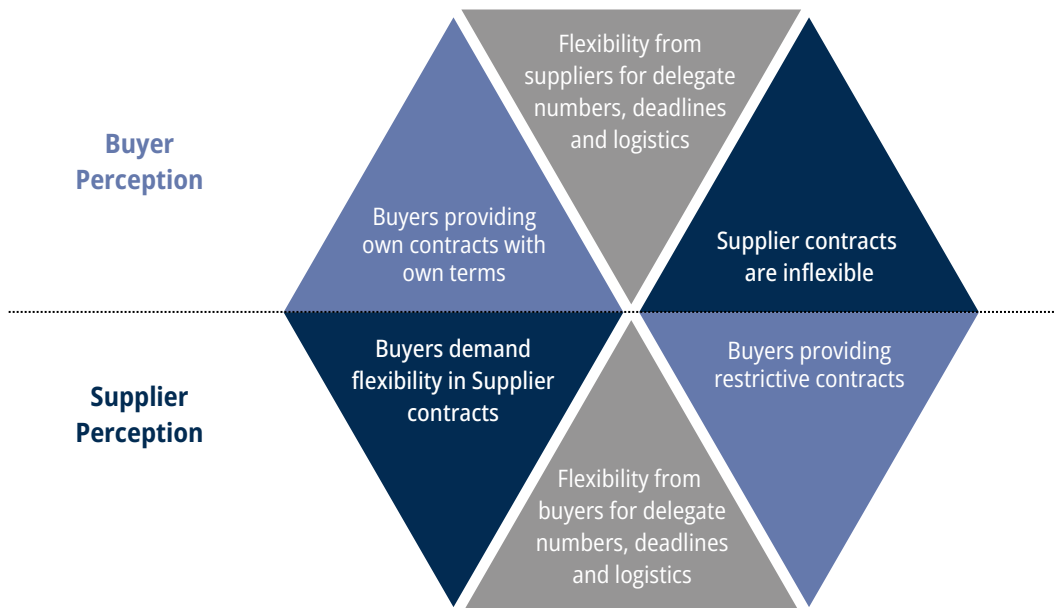 Buyer
Perception
Flexibility from
suppliers for delegate
numbers, deadlines
and logistics
Buyers providing
own contracts with
own terms
Supplier contracts
are inflexible
Supplier
Perception
Buyers demand
flexibility in Supplier
contracts
Buyers providing
restrictive contracts
Flexibility from
buyers for delegate
numbers, deadlines
and logistics